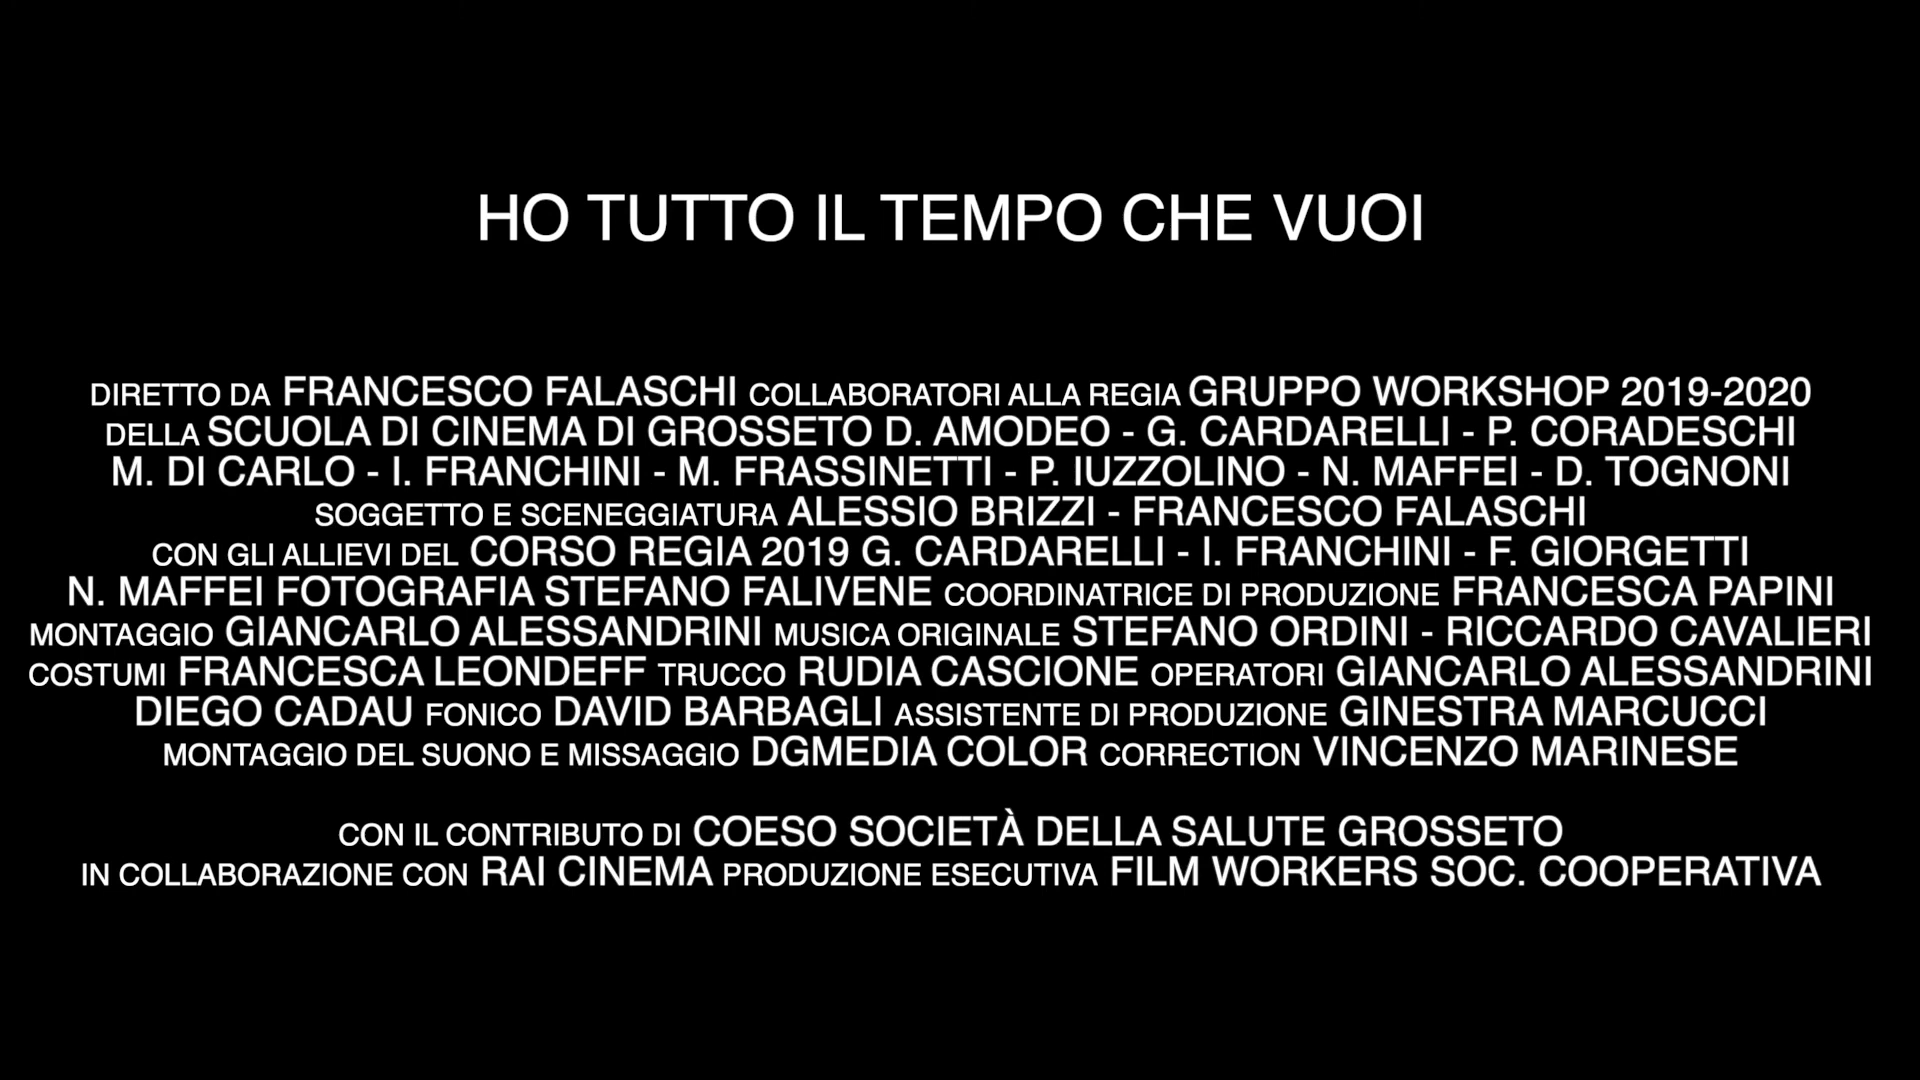 HO TUTTO IL TEMPO CHE VUOI
DIRETTO DA FRANCESCO FALASCHI COLLABORATORI ALLA REGIA GRUPPO WORKSHOP 2019-2020
DELLA SCUOLA DI CINEMA DI GROSSETO D. AMODEO - G. CARDARELLI - P. CORADESCHI
M. DI CARLO - I. FRANCHINI - M. FRASSINETTI - P. IUZZOLINO - N. MAFFEI - D. TOGNONI
SOGGETTO E SCENEGGIATURA ALESSIO BRIZZI - FRANCESCO FALASCHI
CON GLI ALLIEVI DEL CORSO REGIA 2019 G. CARDARELLI - I. FRANCHINI - F. GIORGETTI
N. MAFFEI FOTOGRAFIA STEFANO FALIVENE COORDINATRICE DI PRODUZIONE FRANCESCA PAPINI
MONTAGGIO GIANCARLO ALESSANDRINI MUSICA ORIGINALE STEFANO ORDINI - RICCARDO CAVALIERI
COSTUMI FRANCESCA LEONDEFF TRUCCO RUDIA CASCIONE OPERATORI GIANCARLO ALESSANDRINI
DIEGO CADAU FONICO DAVID BARBAGLI ASSISTENTE DI PRODUZIONE GINESTRA MARCUCCI
MONTAGGIO DEL SUONO E MISSAGGIO DGMEDIA COLOR CORRECTION VINCENZO MARINESE
CON IL CONTRIBUTO DI COESO SOCIETÀ DELLA SALUTE GROSSETO
IN COLLABORAZIONE CON RAI CINEMA PRODUZIONE ESECUTIVA FILM WORKERS SOC. COOPERATIVA